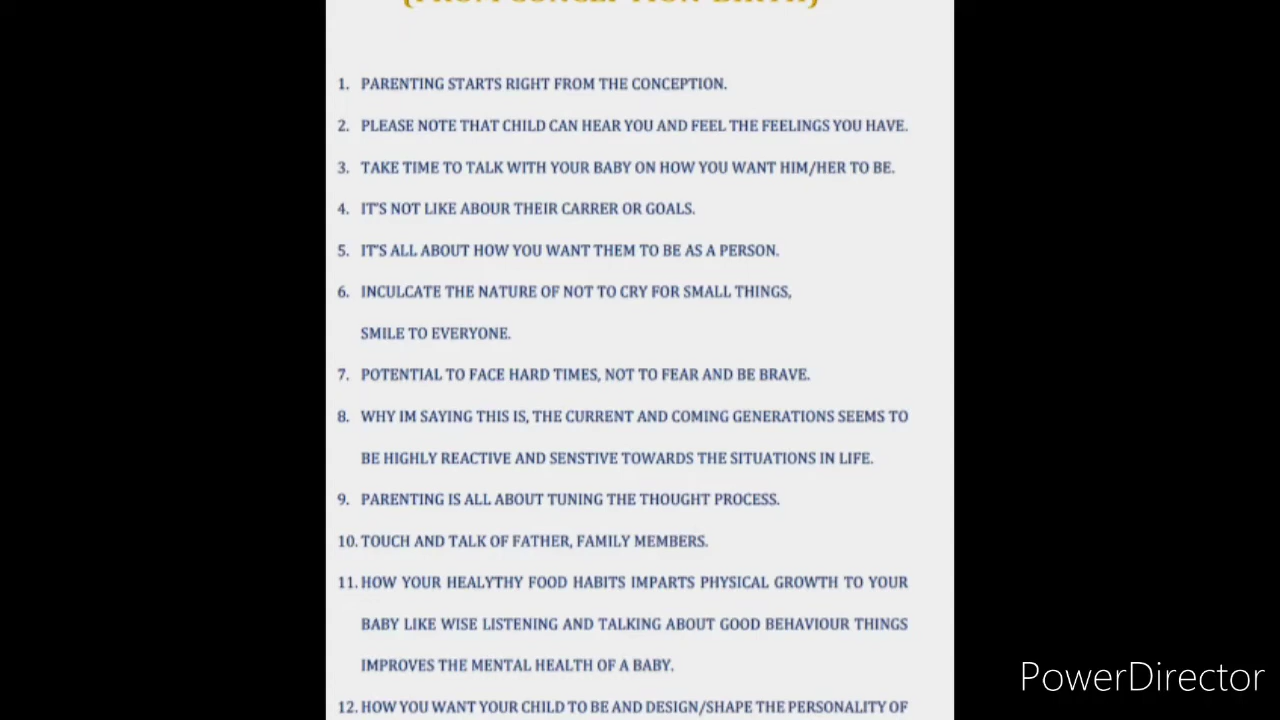 (FROM CONCEPTION-BIRTH)
1. PARENTING STARTS RIGHT FROM THE CONCEPTION.
2. PLEASE NOTE THAT CHILD CAN HEAR YOU AND FEEL THE FEELINGS YOU HAVE.
3. TAKE TIME TO TALK WITH YOUR BABY ON HOW YOU WANT HIM/HER TO BE.
4. IT'S NOT LIKE ABOUR THEIR CARRER OR GOALS.
5. IT'S ALL ABOUT HOW YOU WANT THEM TO BE AS A PERSON.
6. INCULCATE THE NATURE OF NOT TO CRY FOR SMALL THINGS,
SMILE TO EVERYONE.
7. POTENTIAL TO FACE HARD TIMES, NOT TO FEAR AND BE BRAVE.
8. WHY IM SAYING THIS IS, THE CURRENT AND COMING GENERATIONS SEEMS TO
BE HIGHLY REACTIVE AND SENSTIVE TOWARDS THE SITUATIONS IN LIFE.
9. PARENTING IS ALL ABOUT TUNING THE THOUGHT PROCESS.
10. TOUCH AND TALK OF FATHER, FAMILY MEMBERS.
11. HOW YOUR HEALYTHY FOOD HABITS IMPARTS PHYSICAL GROWTH TO YOUR
BABY LIKE WISE LISTENING AND TALKING ABOUT GOOD BEHAVIOUR THINGS
IMPROVES THE MENTAL HEALTH OF A BABY.
12. HOW YOU WANT YOUR CHILD TO BE AND DESIGN/SHAPE THE PERSONALITY OF
PowerDirector